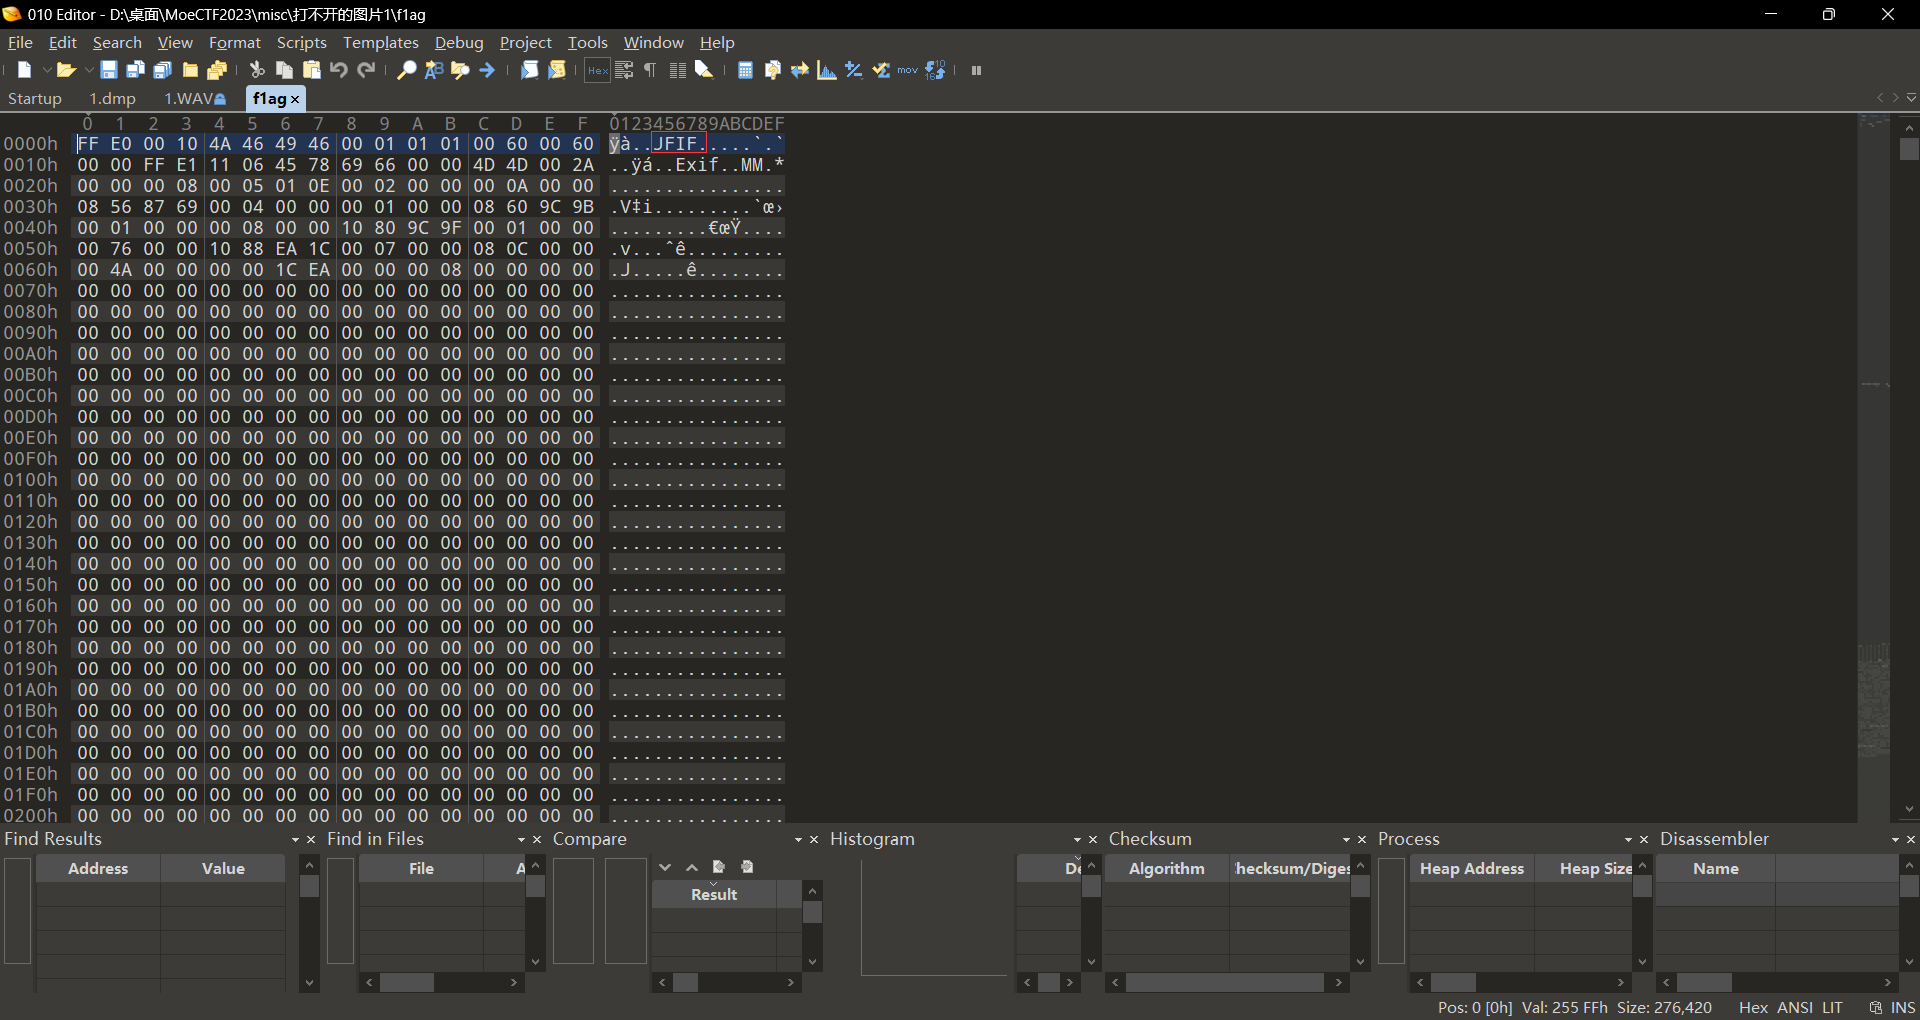 010 Editor - D:\桌面\MoeCTF2023\misc\打不开的图片1\f1ag
File Edit Search View Format Scripts Templates Debug Project Tools Window Help
Hex mov
Startup 1.dmp 1.WAV f1ag ×
0 1 2 3 4 5 6 7 8 9 A B C D E F 0123456789ABCDEF
0000h FF E0 00 10 4A 46 49 46 00 01 01 01 00 60 00 60 ÿà..JFIF.....`.`
0010h 00 00 FF E1 11 06 45 78 69 66 00 00 4D 4D 00 2A ..ÿá..Exif..MM.*
0020h 00 00 00 08 00 05 01 0E 00 02 00 00 00 0A 00 00 ................
0030h 08 56 87 69 00 04 00 00 00 01 00 00 08 60 9C 9B .V‡i.........`œ›
0040h 00 01 00 00 00 08 00 00 10 80 9C 9F 00 01 00 00 .........€œŸ....
0050h 00 76 00 00 10 88 EA 1C 00 07 00 00 08 0C 00 00 .v...ˆê.........
0060h 00 4A 00 00 00 00 1C EA 00 00 00 08 00 00 00 00 .J.....ê........
0070h 00 00 00 00 00 00 00 00 00 00 00 00 00 00 00 00 ................
0080h 00 00 00 00 00 00 00 00 00 00 00 00 00 00 00 00 ................
0090h 00 00 00 00 00 00 00 00 00 00 00 00 00 00 00 00 ................
00A0h 00 00 00 00 00 00 00 00 00 00 00 00 00 00 00 00 ................
00B0h 00 00 00 00 00 00 00 00 00 00 00 00 00 00 00 00 ................
00C0h 00 00 00 00 00 00 00 00 00 00 00 00 00 00 00 00 ................
00D0h 00 00 00 00 00 00 00 00 00 00 00 00 00 00 00 00 ................
00E0h 00 00 00 00 00 00 00 00 00 00 00 00 00 00 00 00 ................
00F0h 00 00 00 00 00 00 00 00 00 00 00 00 00 00 00 00 ................
0100h 00 00 00 00 00 00 00 00 00 00 00 00 00 00 00 00 ................
0110h 00 00 00 00 00 00 00 00 00 00 00 00 00 00 00 00 ................
0120h 00 00 00 00 00 00 00 00 00 00 00 00 00 00 00 00 ................
0130h 00 00 00 00 00 00 00 00 00 00 00 00 00 00 00 00 ................
0140h 00 00 00 00 00 00 00 00 00 00 00 00 00 00 00 00 ................
0150h 00 00 00 00 00 00 00 00 00 00 00 00 00 00 00 00 ................
0160h 00 00 00 00 00 00 00 00 00 00 00 00 00 00 00 00 ................
0170h 00 00 00 00 00 00 00 00 00 00 00 00 00 00 00 00 ................
0180h 00 00 00 00 00 00 00 00 00 00 00 00 00 00 00 00 ................
0190h 00 00 00 00 00 00 00 00 00 00 00 00 00 00 00 00 ................
01A0h 00 00 00 00 00 00 00 00 00 00 00 00 00 00 00 00 ................
01B0h 00 00 00 00 00 00 00 00 00 00 00 00 00 00 00 00 ................
01C0h 00 00 00 00 00 00 00 00 00 00 00 00 00 00 00 00 ................
01D0h 00 00 00 00 00 00 00 00 00 00 00 00 00 00 00 00 ................
01E0h 00 00 00 00 00 00 00 00 00 00 00 00 00 00 00 00 ................
01F0h 00 00 00 00 00 00 00 00 00 00 00 00 00 00 00 00 ................
0200h 00 00 00 00 00 00 00 00 00 00 00 00 00 00 00 00 ................
Find Results Find in Files Compare Histogram Checksum Process Disassembler
Address Value File A De Algorithm hecksum/Diges Heap Address Heap Size Name
Result
Pos: 0 [0h] Val: 255 FFh Size: 276,420 Hex ANSI LIT INS